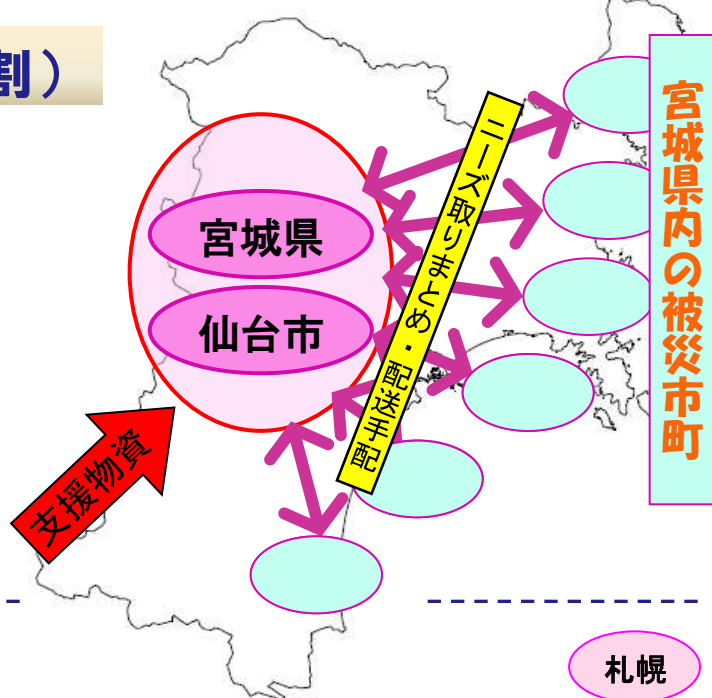 割）
宮城県
仙台市
支援物資
ニーズ取りまとめ・配送手配
宮城県内の被災市町
札幌